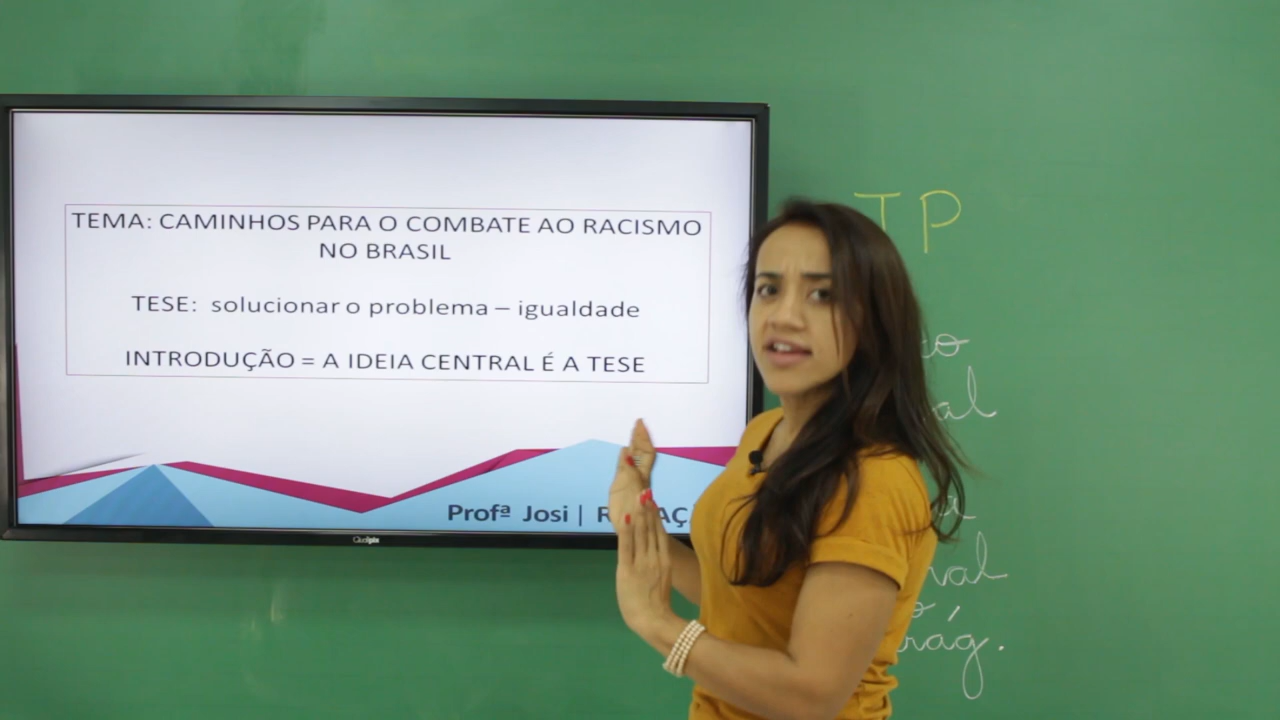 TEMA: CAMINHOS PARA O COMBATE AO RACISMO
NO BRASIL
TESE: solucionar o problema – igualdade
INTRODUÇÃO = A IDEIA CENTRAL É A TESE
Profª Josi |
TP